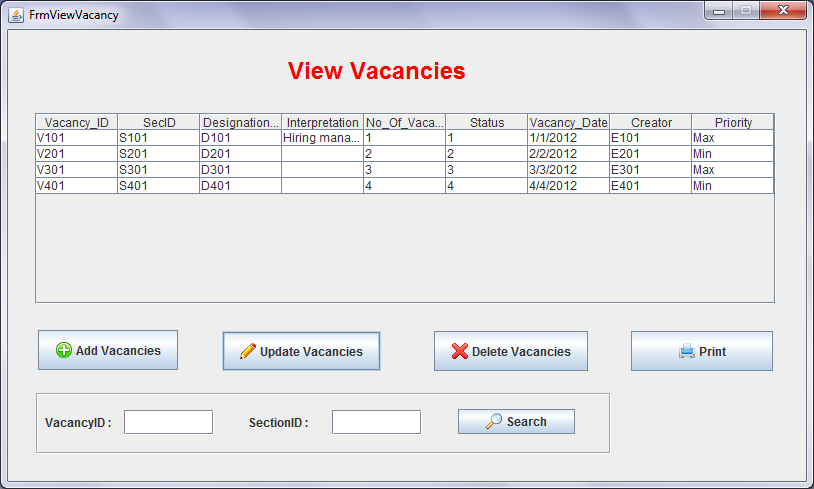 FrmViewVacancy
View Vacancies
Vacancy_ID SecID Designation... Interpretation No_Of_Vaca... Status Vacancy_Date Creator Priority
V101 S101 D101 Hiring mana... 1 1 1/1/2012 E101 Max
V201 S201 D201 2 2 2/2/2012 E201 Min
V301 S301 D301 3 3 3/3/2012 E301 Max
V401 S401 D401 4 4 4/4/2012 E401 Min
Add Vacancies Update Vacancies Delete Vacancies Print
VacancyID : SectionID : Search